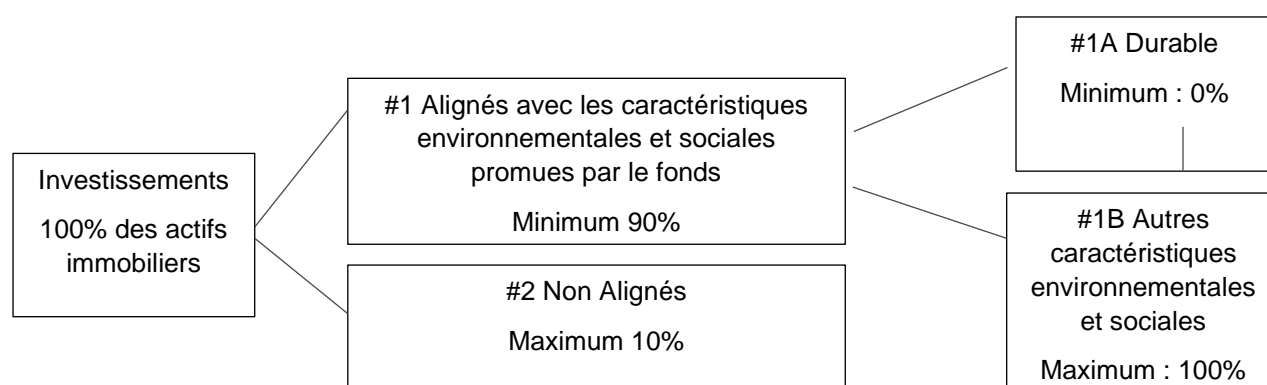 Investissements
100% des actifs
immobiliers
#1 Alignés avec les caractéristiques
environnementales et sociales
promues par le fonds
Minimum 90%
#2 Non Alignés
Maximum 10%
#1A Durable
Minimum : 0%
#1B Autres
caractéristiques
environnementales
et sociales
Maximum : 100%